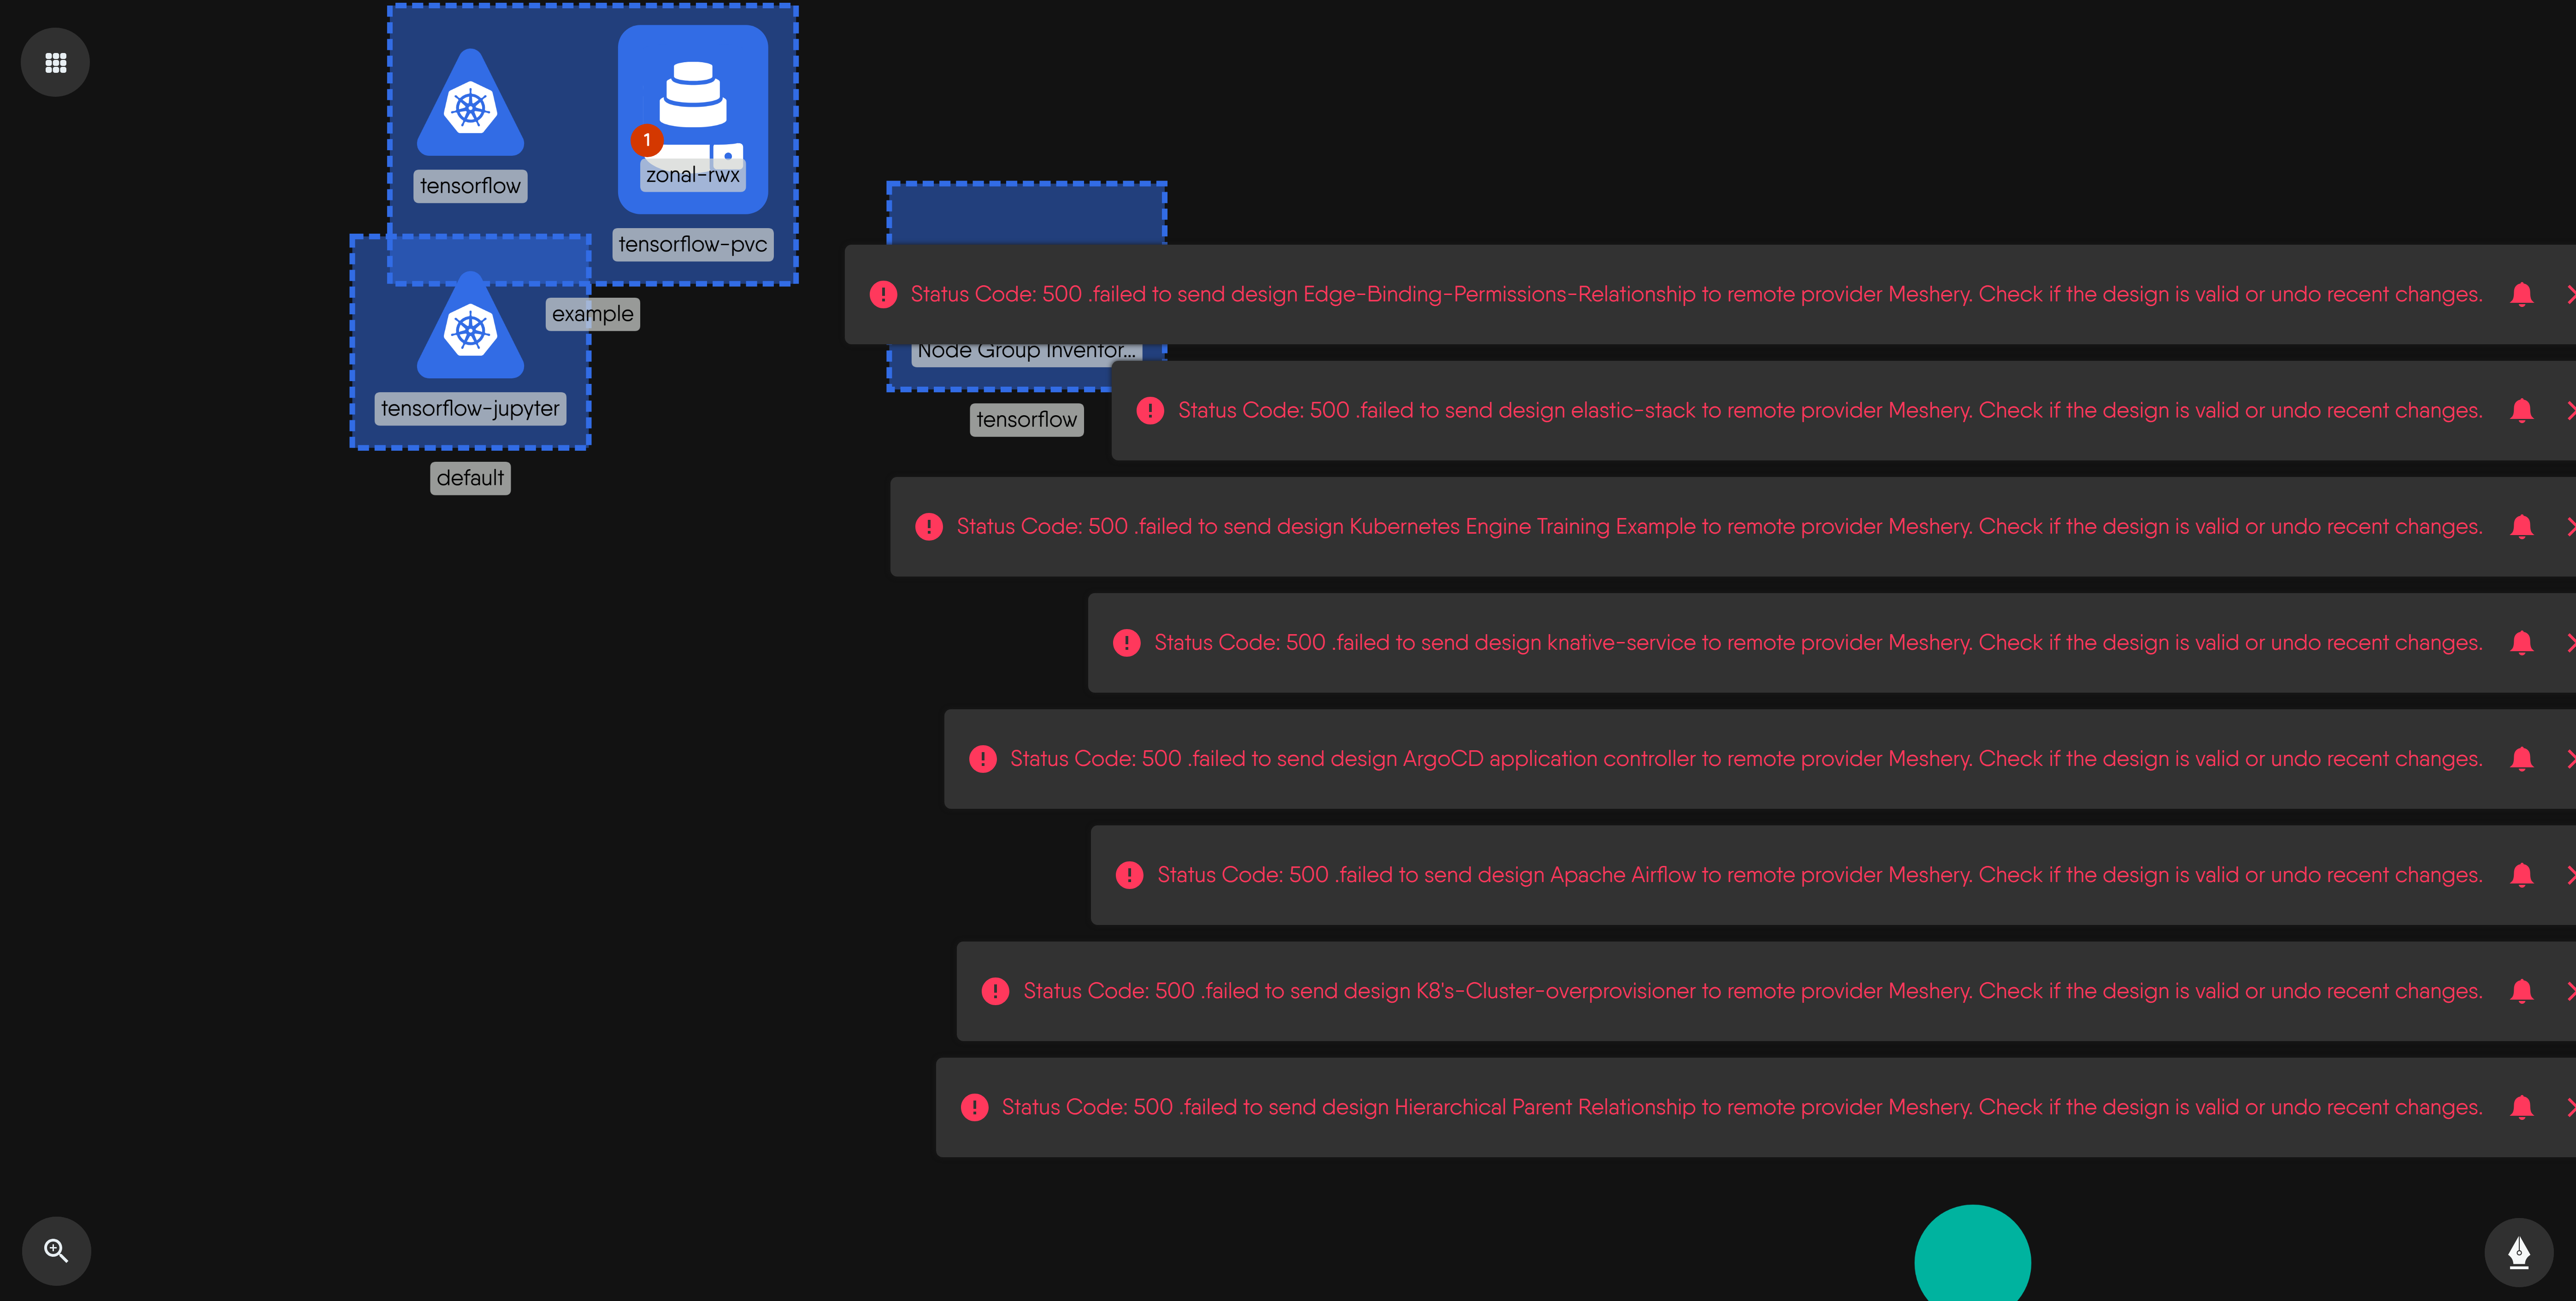 1
zonal-rwx
tensorflow
tensorflow-pvc
example
tensorflow-jupyter
default
Node Group Inventor...
tensorflow
Status Code: 500 .failed to send design Edge-Binding-Permissions-Relationship to remote provider Meshery. Check if the design is valid or undo recent changes.
Status Code: 500 .failed to send design elastic-stack to remote provider Meshery. Check if the design is valid or undo recent changes.
Status Code: 500 .failed to send design Kubernetes Engine Training Example to remote provider Meshery. Check if the design is valid or undo recent changes.
Status Code: 500 .failed to send design knative-service to remote provider Meshery. Check if the design is valid or undo recent changes.
Status Code: 500 .failed to send design ArgoCD application controller to remote provider Meshery. Check if the design is valid or undo recent changes.
Status Code: 500 .failed to send design Apache Airflow to remote provider Meshery. Check if the design is valid or undo recent changes.
Status Code: 500 .failed to send design K8's-Cluster-overprovisioner to remote provider Meshery. Check if the design is valid or undo recent changes.
Status Code: 500 .failed to send design Hierarchical Parent Relationship to remote provider Meshery. Check if the design is valid or undo recent changes.